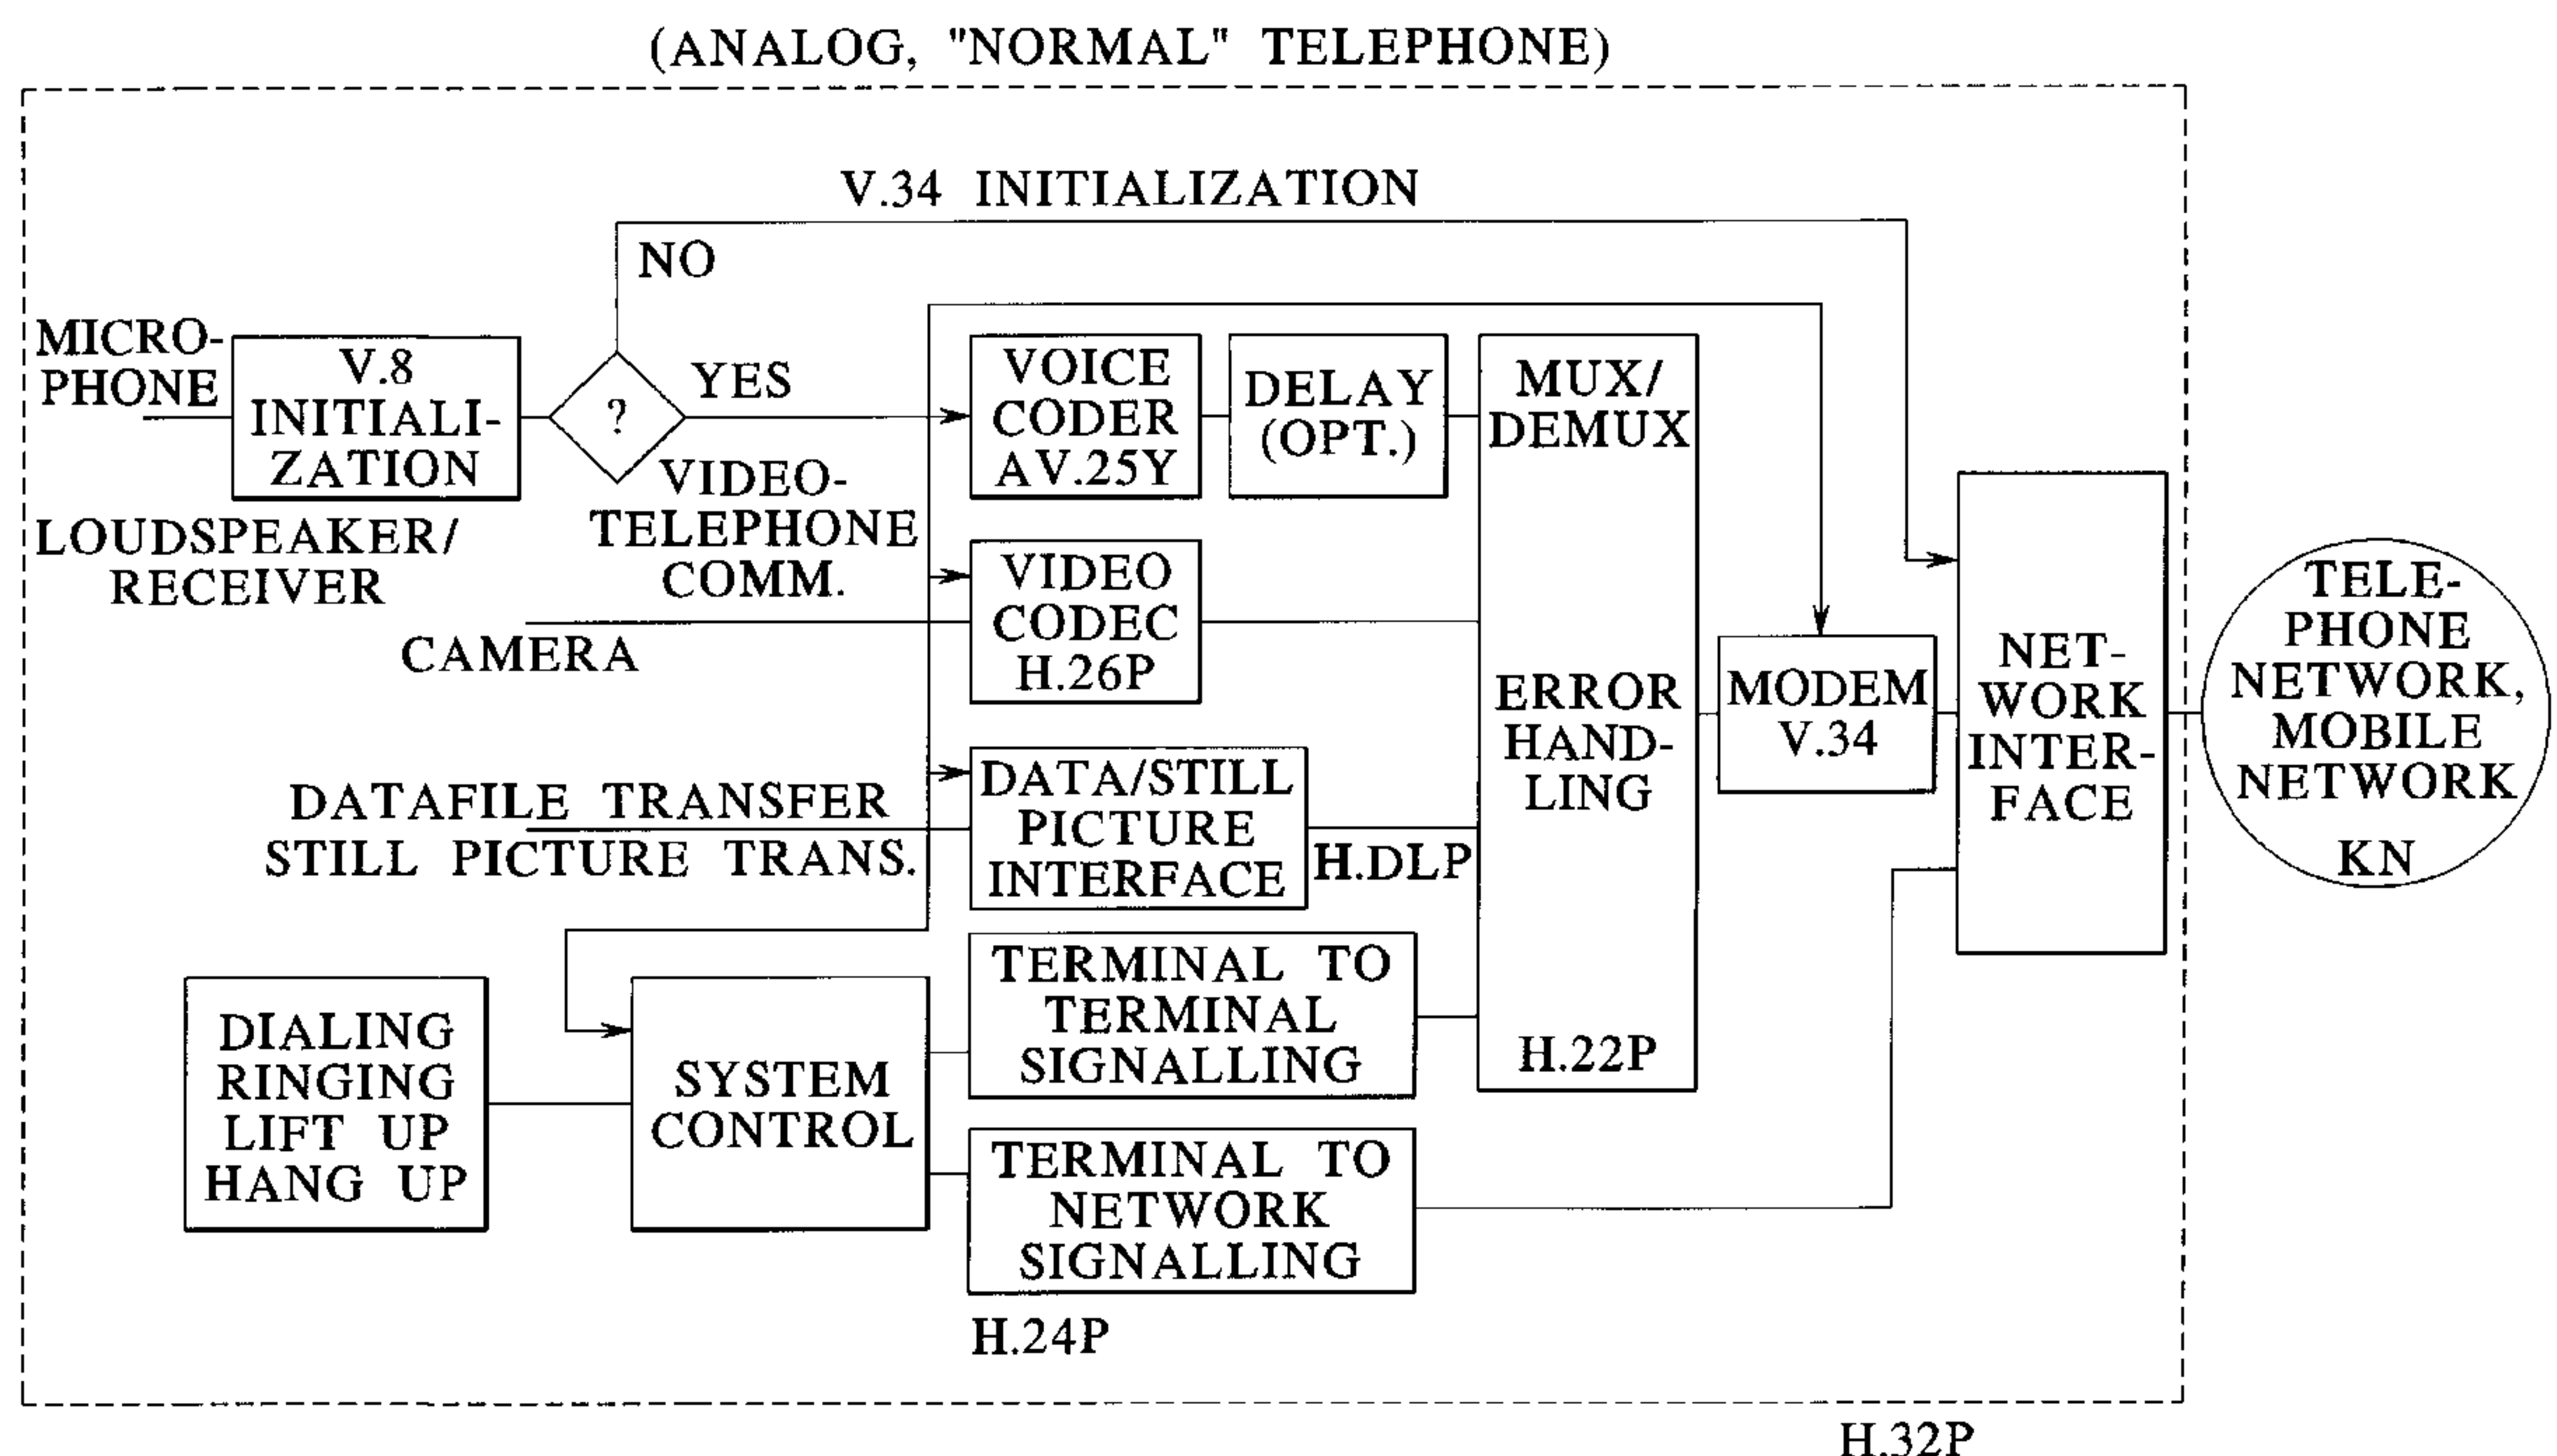 (ANALOG, "NORMAL" TELEPHONE)
V.34 INITIALIZATION
NO
MICRO-
PHONE
V.8
INITIALI-
ZATION
?
YES
VIDEO-
TELEPHONE
COMM.
LOUDSPEAKER/
RECEIVER
CAMERA
VOICE
CODER
AV.25Y
DELAY
(OPT.)
MUX/
DEMUX
ERROR
HAND-
LING
H.22P
VIDEO
CODEC
H.26P
DATAFILE TRANSFER
STILL PICTURE TRANS.
DATA/STILL
PICTURE
INTERFACE
H.DLP
MODEM
V.34
NET-
WORK
INTER-
FACE
TELE-
PHONE
NETWORK,
MOBILE
NETWORK
KN
DIALING
RINGING
LIFT UP
HANG UP
SYSTEM
CONTROL
TERMINAL TO
TERMINAL
SIGNALLING
TERMINAL TO
NETWORK
SIGNALLING
H.24P
H.32P